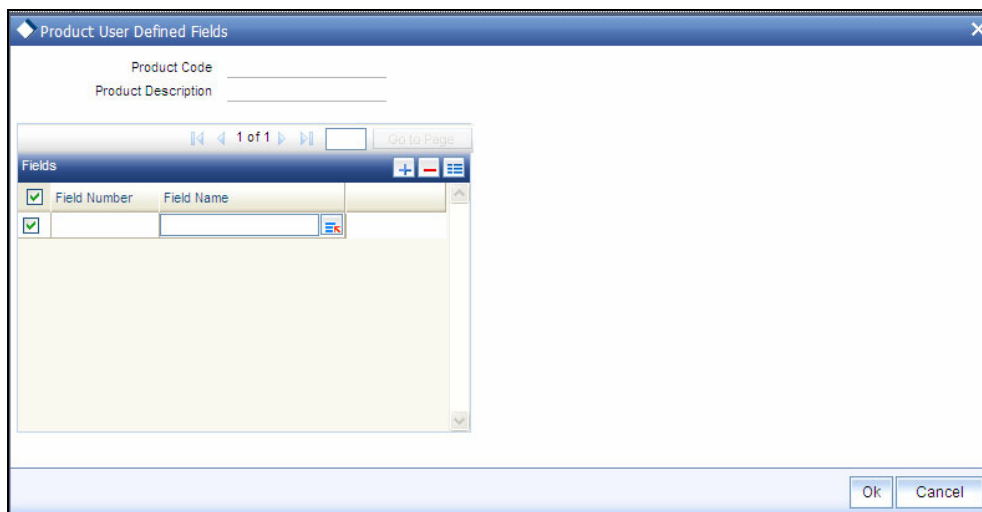 Product User Defined Fields
Product Code
Product Description
1 of 1 Go to Page
Fields
Field Number Field Name
Ok Cancel